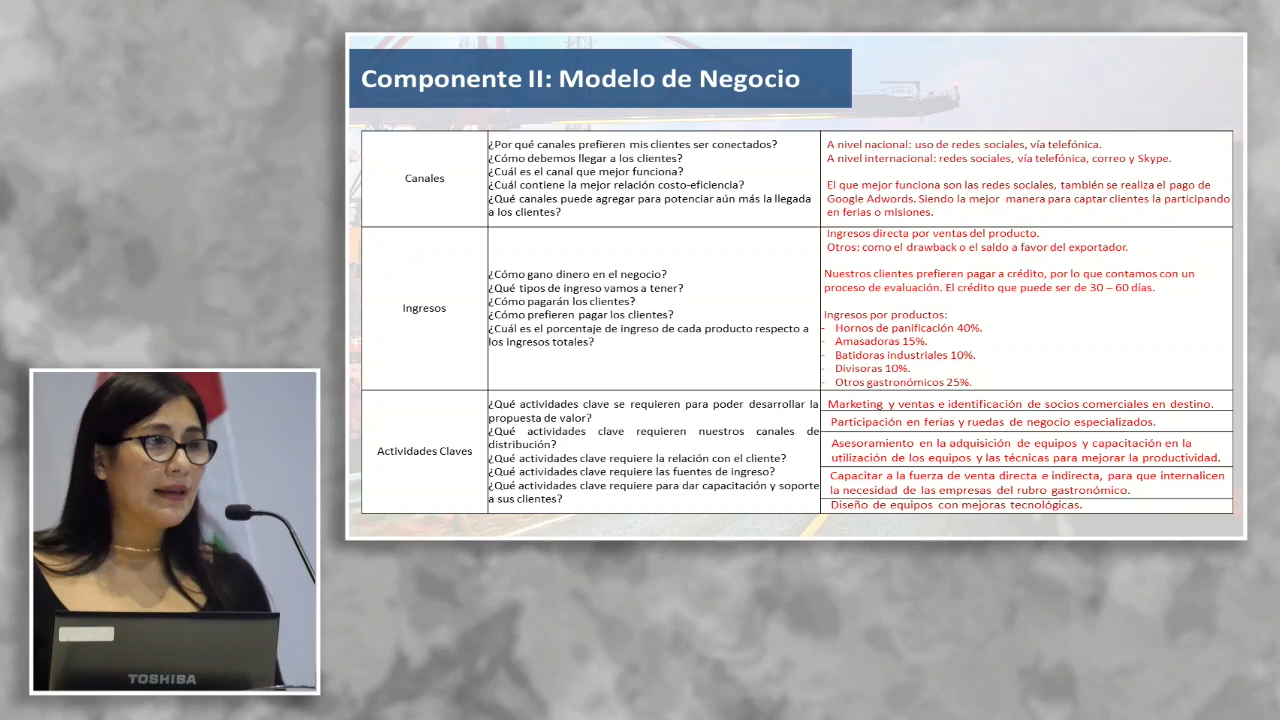 Componente II: Modelo de Negocio
Canales
¿Por qué canales prefieren mis clientes ser conectados?
¿Cómo debemos llegar a los clientes?
¿Cuál es el canal que mejor funciona?
¿Cuál contiene la mejor relación costo-eficiencia?
¿Qué canales puede agregar para potenciar aún más la llegada
a los clientes?
A nivel nacional: uso de redes sociales, vía telefónica.
A nivel internacional: redes sociales, vía telefónica, correo y Skype.
El que mejor funciona son las redes sociales, también se realiza el pago de
Google Adwords. Siendo la mejor manera para captar clientes la participando
en ferias o misiones.
Ingresos
¿Cómo gano dinero en el negocio?
¿Qué tipos de ingreso vamos a tener?
¿Cómo pagarán los clientes?
¿Cómo prefieren pagar los clientes?
¿Cuál es el porcentaje de ingreso de cada producto respecto a
los ingresos totales?
Ingresos directa por ventas del producto.
Otros: como el drawback o el saldo a favor del exportador.
Nuestros clientes prefieren pagar a crédito, por lo que contamos con un
proceso de evaluación. El crédito que puede ser de 30 – 60 días.
Ingresos por productos:
- Hornos de panificación 40%.
- Amasadoras 15%.
- Batidoras industriales 10%.
- Divisoras 10%.
- Otros gastronómicos 25%.
Actividades Claves
¿Qué actividades clave se requieren para poder desarrollar la
propuesta de valor?
¿Qué actividades clave requieren nuestros canales de
distribución?
¿Qué actividades clave requiere la relación con el cliente?
¿Qué actividades clave requiere las fuentes de ingreso?
¿Qué actividades clave requiere para dar capacitación y soporte
a sus clientes?
Marketing y ventas e identificación de socios comerciales en destino.
Participación en ferias y ruedas de negocio especializados.
Asesoramiento en la adquisición de equipos y capacitación en la
utilización de los equipos y las técnicas para mejorar la productividad.
Capacitar a la fuerza de venta directa e indirecta, para que internalicen
la necesidad de las empresas del rubro gastronómico.
Diseño de equipos con mejoras tecnológicas.
TOSHIBA